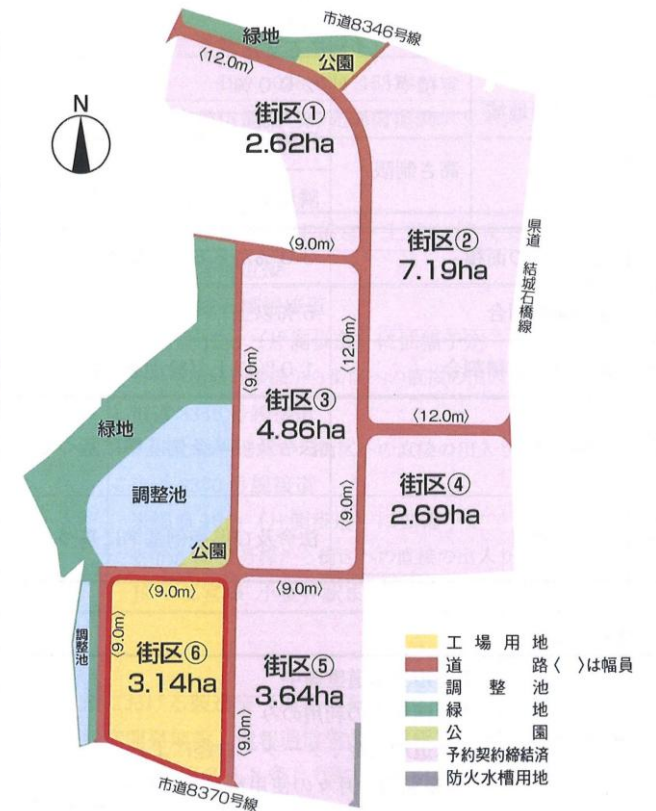 市道8346号線
緑地
〈12.0m〉
公園
N
街区①
2.62ha
〈9.0m〉
街区②
7.19ha
県道 結城石橋線
〈12.0m〉
〈9.0m〉
街区③
4.86ha
〈12.0m〉
緑地
街区④
2.69ha
調整池
〈9.0m〉
公園
〈9.0m〉
〈9.0m〉
〈9.0m〉
調整池
街区⑥
3.14ha
街区⑤
3.64ha
〈9.0m〉
市道8370号線
工場用地
道路〈 〉は幅員
調整池
緑地
公園
予約契約締結済
防火水槽用地